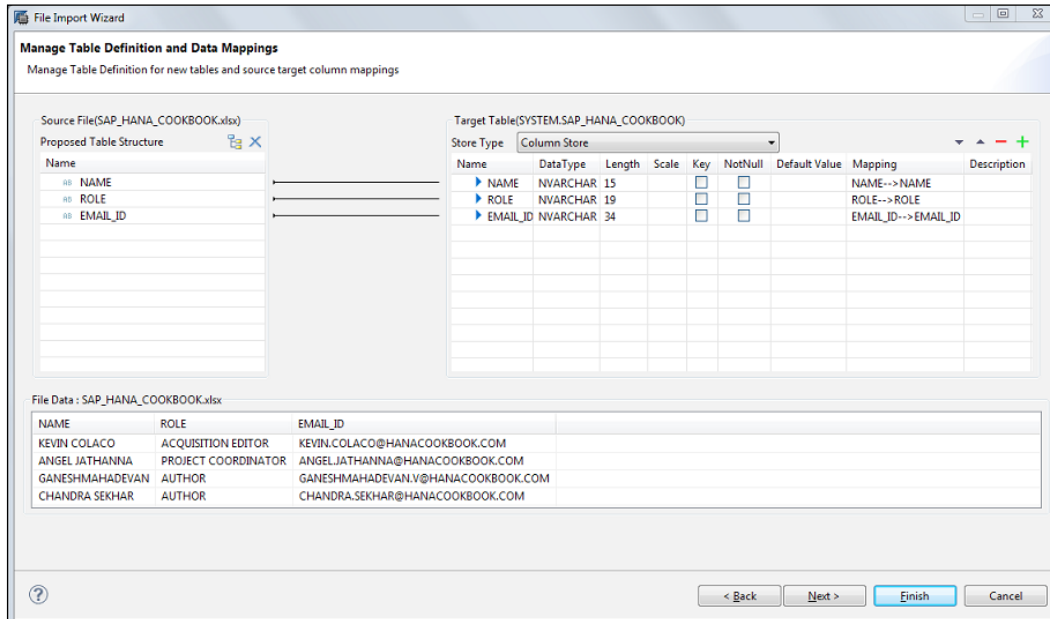 File Import Wizard
Manage Table Definition and Data Mappings
Manage Table Definition for new tables and source target column mappings
Source File(SAP_HANA_COOKBOOK.xlsx)
Proposed Table Structure
Name
AB NAME
AB ROLE
AB EMAIL_ID
Target Table(SYSTEM.SAP_HANA_COOKBOOK)
Store Type Column Store
Name DataType Length Scale Key NotNull Default Value Mapping Description
NAME NVARCHAR 15 NAME-->NAME
ROLE NVARCHAR 19 ROLE-->ROLE
EMAIL_ID NVARCHAR 34 EMAIL_ID-->EMAIL_ID
File Data : SAP_HANA_COOKBOOK.xlsx
NAME ROLE EMAIL_ID
KEVIN COLACO ACQUISITION EDITOR KEVIN.COLACO@HANACOOKBOOK.COM
ANGEL JATHANNA PROJECT COORDINATOR ANGEL.JATHANNA@HANACOOKBOOK.COM
GANESHMAHADEVAN AUTHOR GANESHMAHADEVAN.V@HANACOOKBOOK.COM
CHANDRA SEKHAR AUTHOR CHANDRA.SEKHAR@HANACOOKBOOK.COM
? < Back Next > Finish Cancel